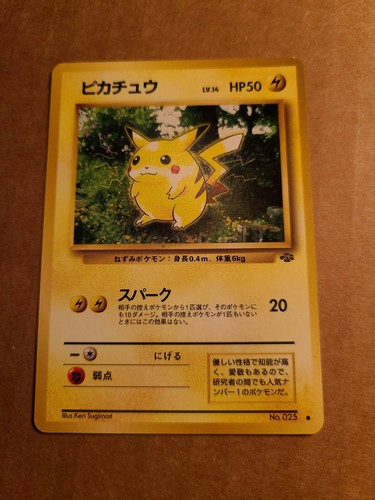 ピカチュウ LV.14 HP50
ねずみポケモン：身長0.4m、体重6kg
スパーク 20
相手の控えポケモンから1匹選び、そのポケモンに
も10ダメージ。相手の控えポケモンが1匹もいない
ときにはこの効果はない。
にげる
弱点
優しい性格で知能が高
く、愛敬もあるので、
研究者の間でも人気ナ
ンバー1のポケモンだ。
Illus.Ken Sugimori No.025